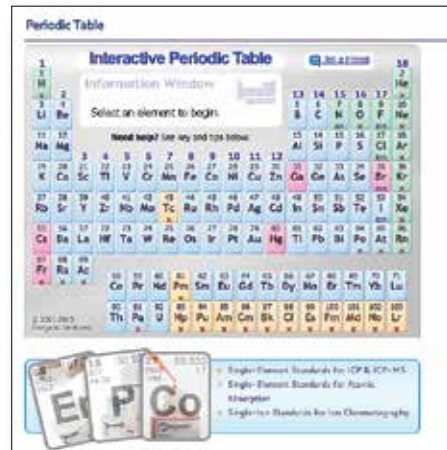 Periodic Table
Interactive Periodic Table
Information Window
Select an element to begin.
Need help? See key and tips below.
1 18
2 13 14 15 16 17
H He
Li Be B C N O F Ne
3 4 5 6 7 8 9 10 11 12
Na Mg Al Si P S Cl
K Ca Sc Ti V Cr Mn Fe Co Ni Cu Zn Ga Ge As Se Br Kr
Rb Sr Y Zr Nb Mo Tc Ru Rh Pd Ag Cd In Sn Sb Te I Xe
Cs Ba La Hf Ta W Re Os Ir Pt Au Hg Tl Pb Bi Po At Rn
Fr Ra Ac
Ce Pr Nd Pm Sm Eu Gd Tb Dy Ho Er Tm Yb Lu
Th Pa U Np Pu Am Cm Bk Cf Es Fm Md No Lr
Er P Co
Single-Element Standards for ICP & ICP-MS
Single-Element Standards for Atomic
Absorption
Single-Ion Standards for Ion Chromatography